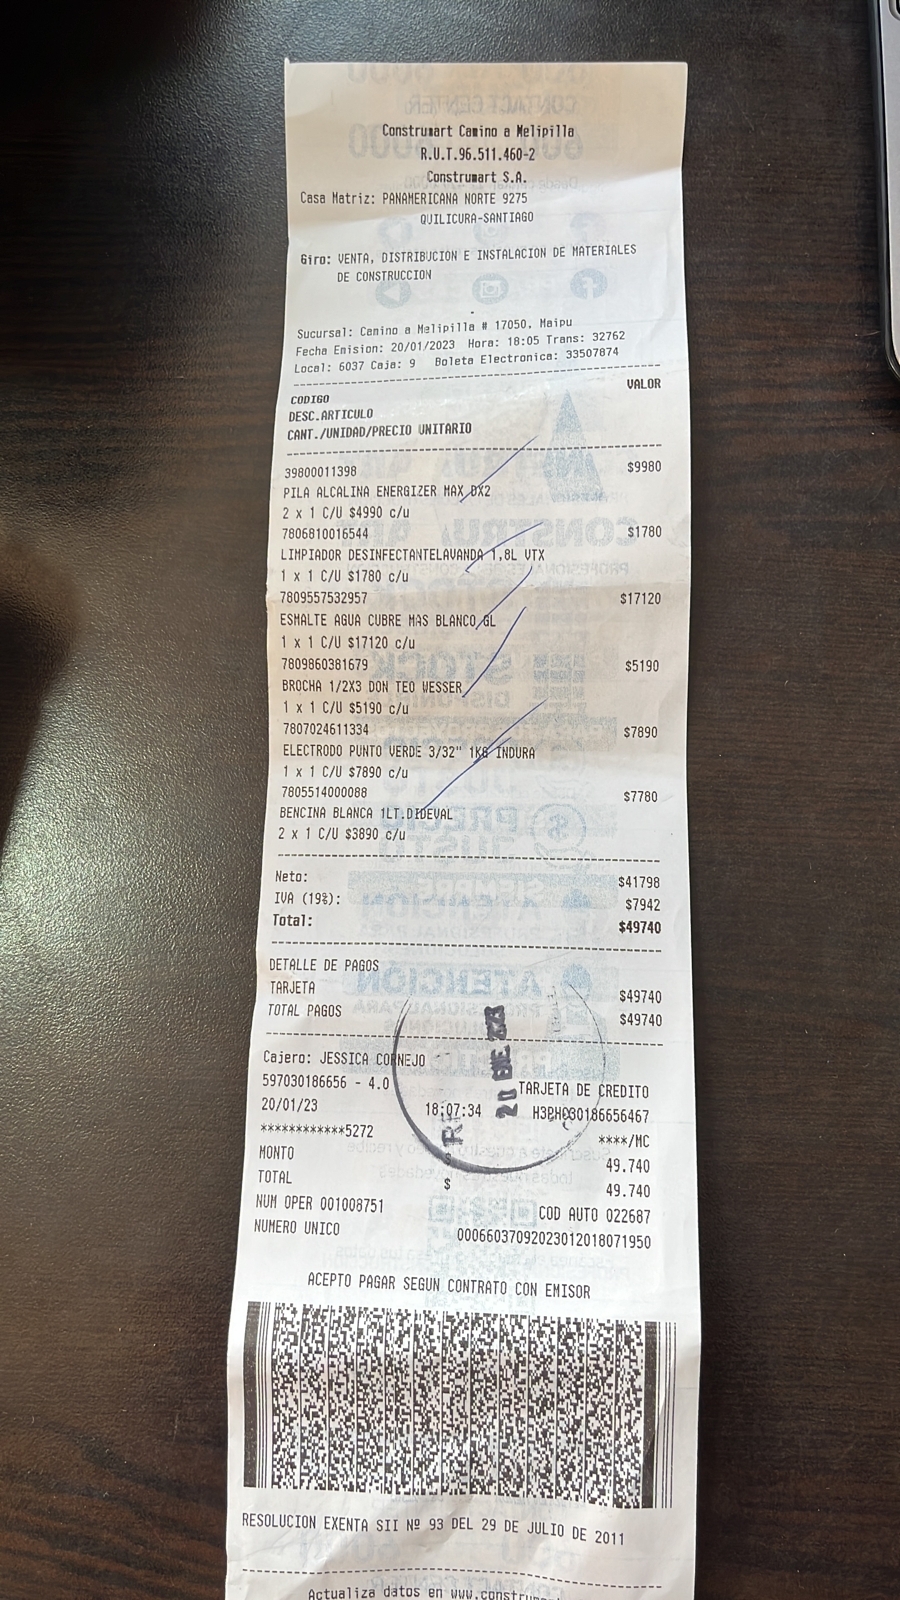 Construmart Camino a Melipilla
R.U.T.96.511.460-2
Construmart S.A.
Casa Matriz: PANAMERICANA NORTE 9275
QUILICURA-SANTIAGO
Giro: VENTA, DISTRIBUCION E INSTALACION DE MATERIALES
DE CONSTRUCCION
Sucursal: Camino a Melipilla # 17050. Maipu
Fecha Emision: 20/01/2023 Hora: 18:05 Trans: 32762
Local: 6037 Caja: 9 Boleta Electronica: 33507874
CODIGO VALOR
DESC.ARTICULO
CANT./UNIDAD/PRECIO UNITARIO
39800011398 $9980
PILA ALCALINA ENERGIZER MAX DX2
2 x 1 C/U $4990 c/u
7806810016544 $1780
LIMPIADOR DESINFECTANTELAVANDA 1,8L VTX
1 x 1 C/U $1780 c/u
7809557532957 $17120
ESMALTE AGUA CUBRE MAS BLANCO GL
1 x 1 C/U $17120 c/u
7809860381679 $5190
BROCHA 1/2X3 DON TEO WESSER
1 x 1 C/U $5190 c/u
7807024611334 $7890
ELECTRODO PUNTO VERDE 3/32" 1KG INDURA
1 x 1 C/U $7890 c/u
7805514000088 $7780
BENCINA BLANCA 1LT.DIDEVAL
2 x 1 C/U $3890 c/u
Neto: $41798
IVA (19%): $7942
Total: $49740
DETALLE DE PAGOS
TARJETA $49740
TOTAL PAGOS $49740
Cajero: JESSICA CORNEJO
597030186656 - 4.0 TARJETA DE CREDITO
20/01/23 18:07:34 H3PH030186656467
************5272 ****/MC
MONTO $ 49.740
TOTAL $ 49.740
NUM OPER 001008751 COD AUTO 022687
NUMERO UNICO 00066037092023012018071950
ACEPTO PAGAR SEGUN CONTRATO CON EMISOR
RESOLUCION EXENTA SII Nº 93 DEL 29 DE JULIO DE 2011
Actualiza datos en